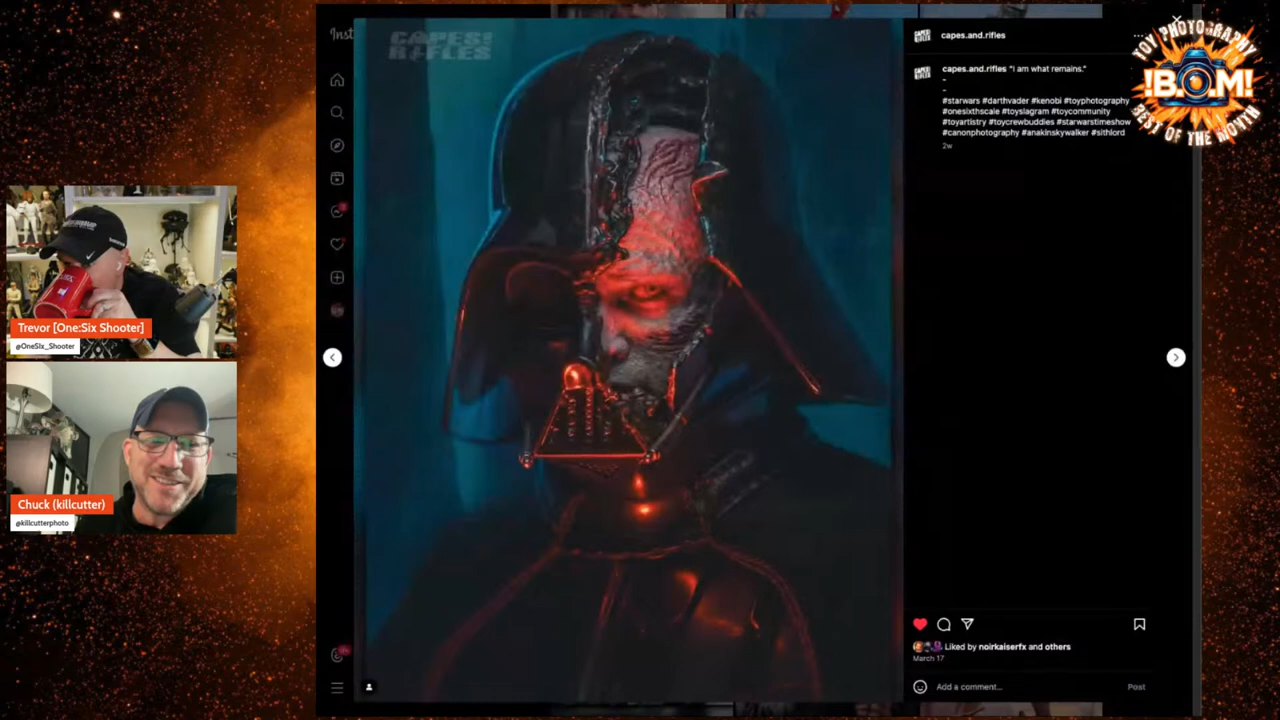 Inst
CAPES!
RIFLES
capes.and.rifles
capes.and.rifles "I am what remains."
-
-
#starwars #darthvader #kenobi #toyphotography
#onesixthscale #toyslagram #toycommunity
#toyartistry #toycrewbuddies #starwarstimeshow
#canonphotography #anakinskywalker #sithlord
2w
TOY PHOTOGRAPHY
!B.O.M!
BEST OF THE MONTH
Trevor [One:Six Shooter]
@OneSix_Shooter
Chuck (killcutter)
@killcutterphoto
Liked by noirkaiserfx and others
March 17
Add a comment...
Post